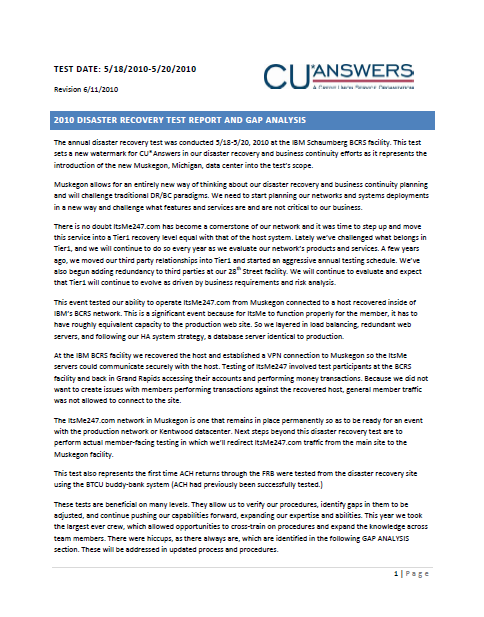 TEST DATE: 5/18/2010-5/20/2010
CU*ANSWERS
A CREDIT UNION SERVICE ORGANIZATION
Revision 6/11/2010
2010 DISASTER RECOVERY TEST REPORT AND GAP ANALYSIS
The annual disaster recovery test was conducted 5/18-5/20, 2010 at the IBM Schaumberg BCRS facility. This test
sets a new watermark for CU*Answers in our disaster recovery and business continuity efforts as it represents the
introduction of the new Muskegon, Michigan, data center into the test's scope.
Muskegon allows for an entirely new way of thinking about our disaster recovery and business continuity planning
and will challenge traditional DR/BC paradigms. We need to start planning our networks and systems deployments
in a new way and challenge what features and services are and are not critical to our business.
There is no doubt ItsMe247.com has become a cornerstone of our network and it was time to step up and move
this service into a Tier1 recovery level equal with that of the host system. Lately we've challenged what belongs in
Tier1, and we will continue to do so every year as we evaluate our network's products and services. A few years
ago, we moved our third party relationships into Tier1 and started an aggressive annual testing schedule. We've
also begun adding redundancy to third parties at our 28th Street facility. We will continue to evaluate and expect
that Tier1 will continue to evolve as driven by business requirements and risk analysis.
This event tested our ability to operate ItsMe247.com from Muskegon connected to a host recovered inside of
IBM's BCRS network. This is a significant event because for ItsMe to function properly for the member, it has to
have roughly equivalent capacity to the production web site. So we layered in load balancing, redundant web
servers, and following our HA system strategy, a database server identical to production.
At the IBM BCRS facility we recovered the host and established a VPN connection to Muskegon so the ItsMe
servers could communicate securely with the host. Testing of ItsMe247 involved test participants at the BCRS
facility and back in Grand Rapids accessing their accounts and performing money transactions. Because we did not
want to create issues with members performing transactions against the recovered host, general member traffic
was not allowed to connect to the site.
The ItsMe247.com network in Muskegon is one that remains in place permanently so as to be ready for an event
with the production network or Kentwood datacenter. Next steps beyond this disaster recovery test are to
perform actual member-facing testing in which we'll redirect ItsMe247.com traffic from the main site to the
Muskegon facility.
This test also represents the first time ACH returns through the FRB were tested from the disaster recovery site
using the BTCU buddy-bank system (ACH had previously been successfully tested.)
These tests are beneficial on many levels. They allow us to verify our procedures, identify gaps in them to be
adjusted, and continue pushing our capabilities forward, expanding our expertise and abilities. This year we took
the largest ever crew, which allowed opportunities to cross-train on procedures and expand the knowledge across
team members. There were hiccups, as there always are, which are identified in the following GAP ANALYSIS
section. These will be addressed in updated process and procedures.
1 | Page